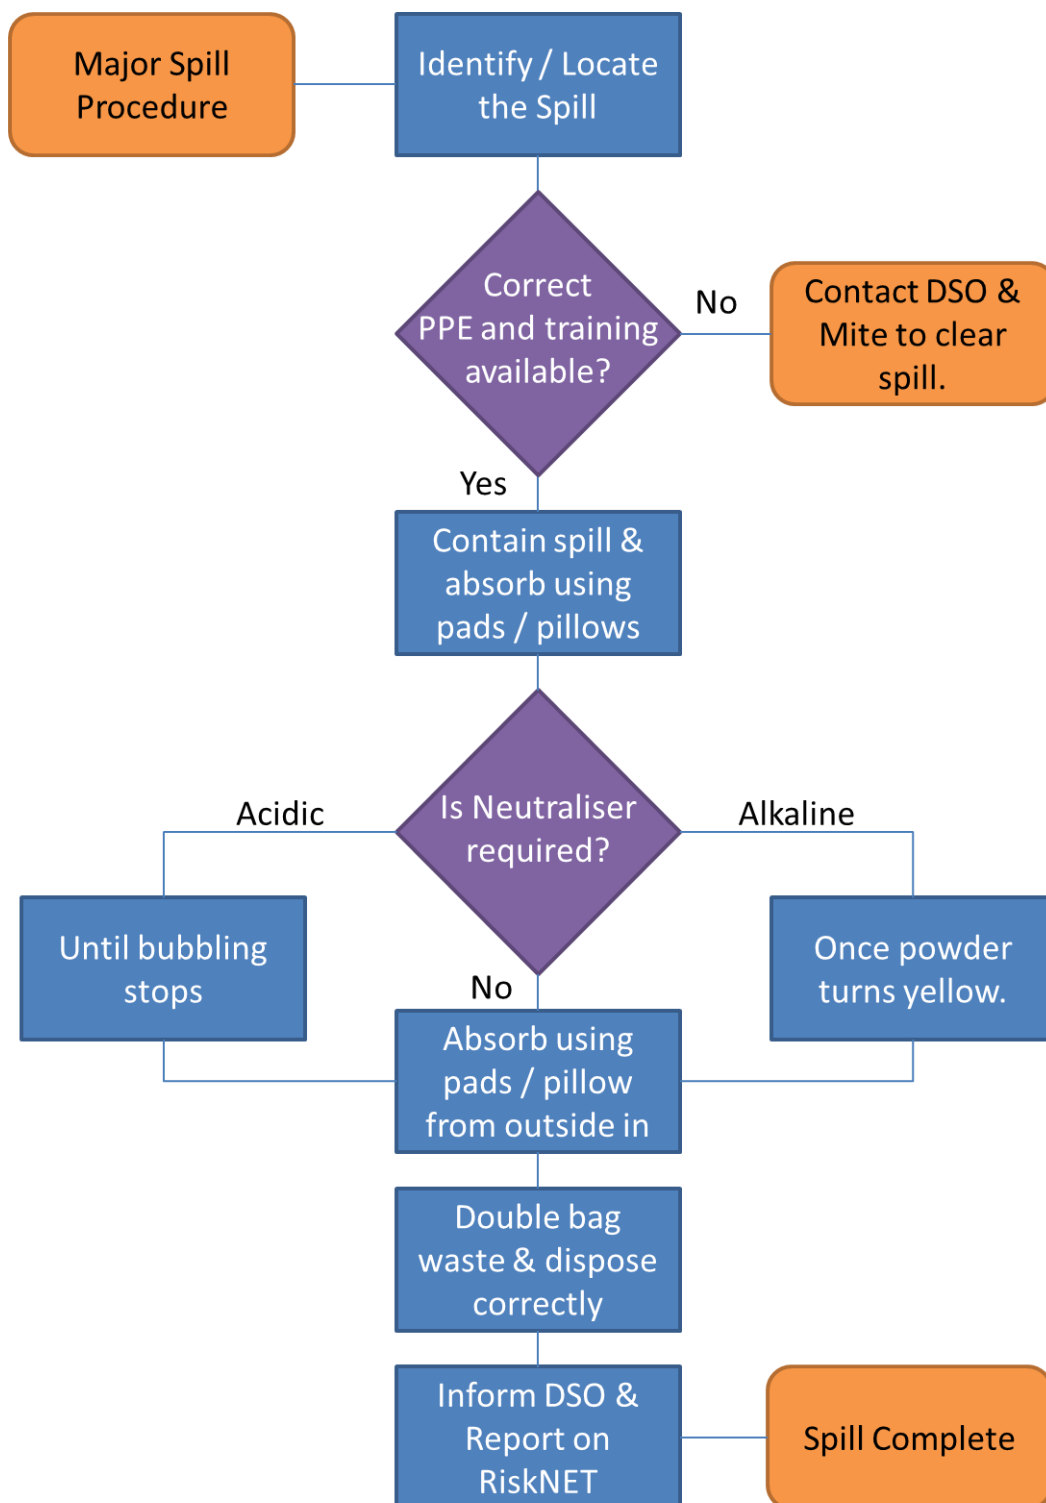 Major Spill
Procedure
Identify / Locate
the Spill
Correct
PPE and training
available?
No
Contact DSO &
Mite to clear
spill.
Yes
Contain spill &
absorb using
pads / pillows
Is Neutraliser
required?
Acidic
Alkaline
Until bubbling
stops
Once powder
turns yellow.
No
Absorb using
pads / pillow
from outside in
Double bag
waste & dispose
correctly
Inform DSO &
Report on
RiskNET
Spill Complete